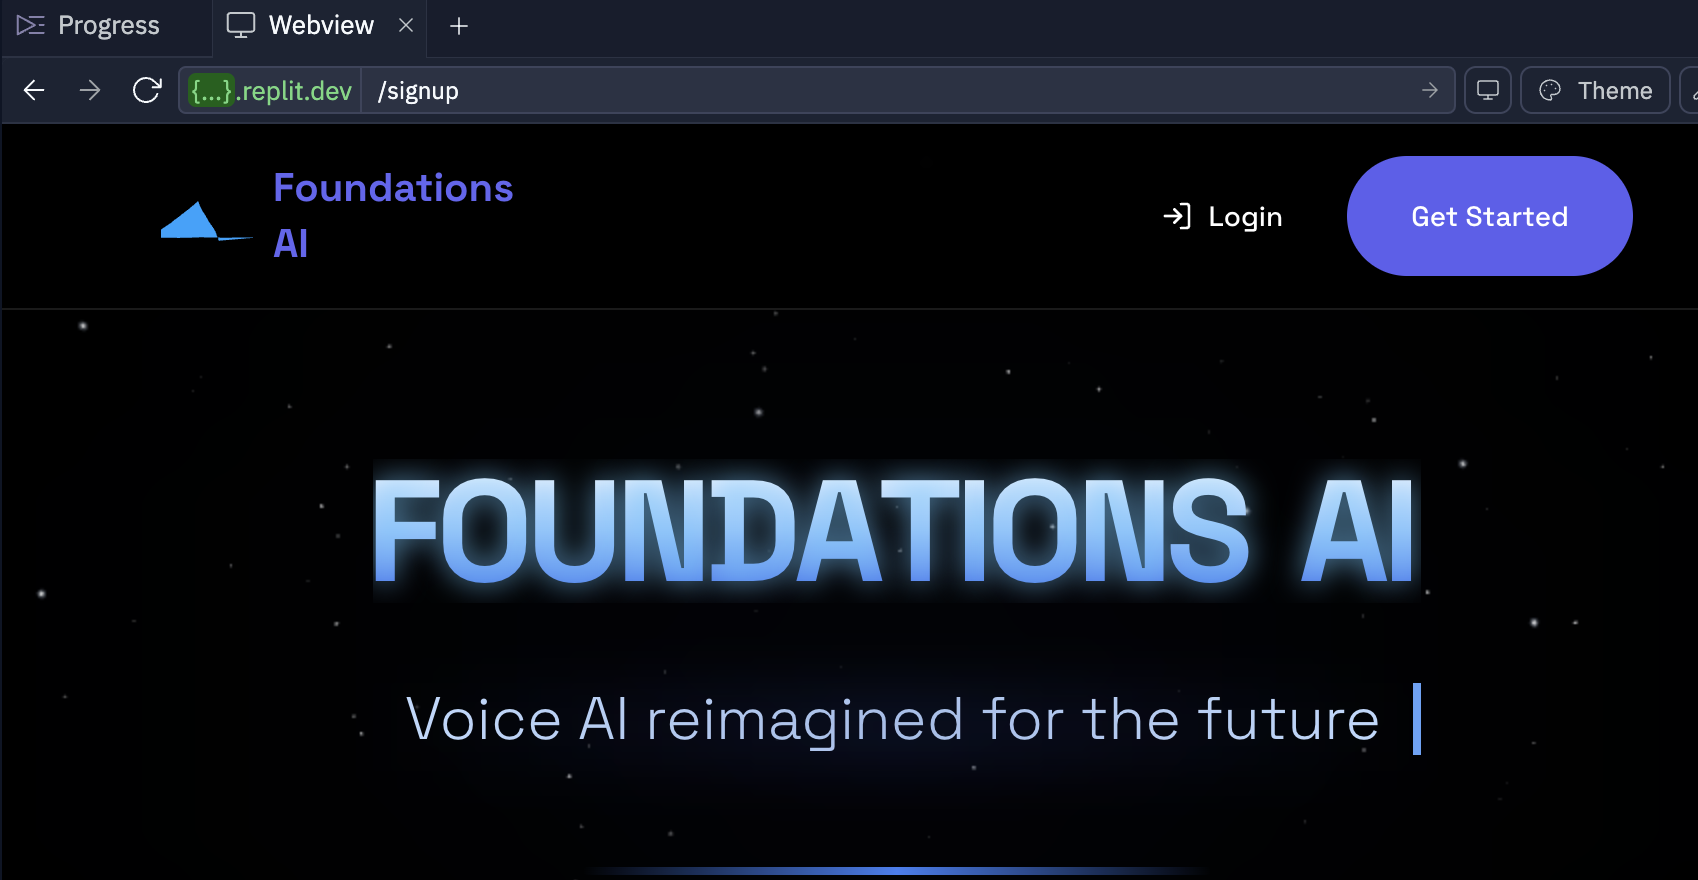 Progress
Webview
{...}.replit.dev /signup
Theme
Foundations
AI
Login
Get Started
FOUNDATIONS AI
Voice AI reimagined for the future